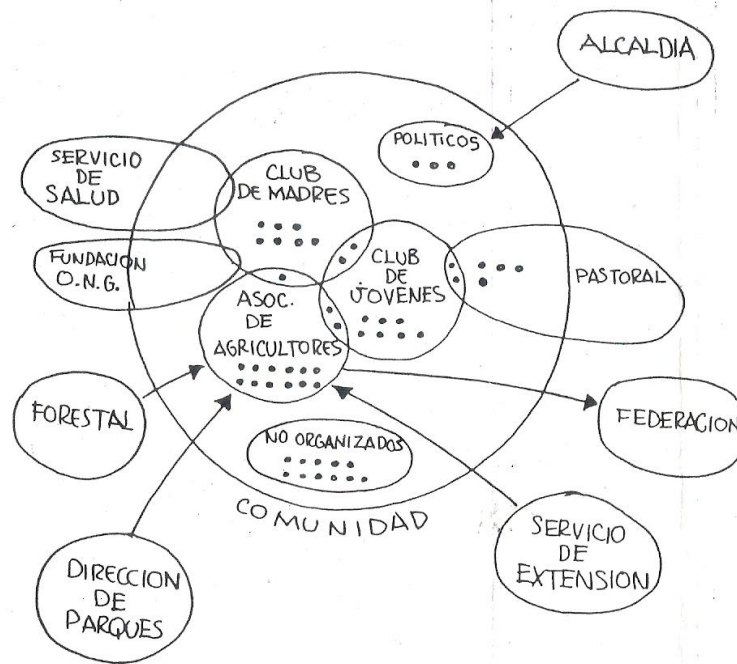 ALCALDIA
POLITICOS
SERVICIO
DE
SALUD
CLUB
DE MADRES
FUNDACIÓN
O.N.G.
CLUB
DE
JOVENES
PASTORAL
ASOC.
DE
AGRICULTORES
FORESTAL
FEDERACION
NO ORGANIZADOS
COMUNIDAD
SERVICIO
DE
EXTENSION
DIRECCION
DE
PARQUES